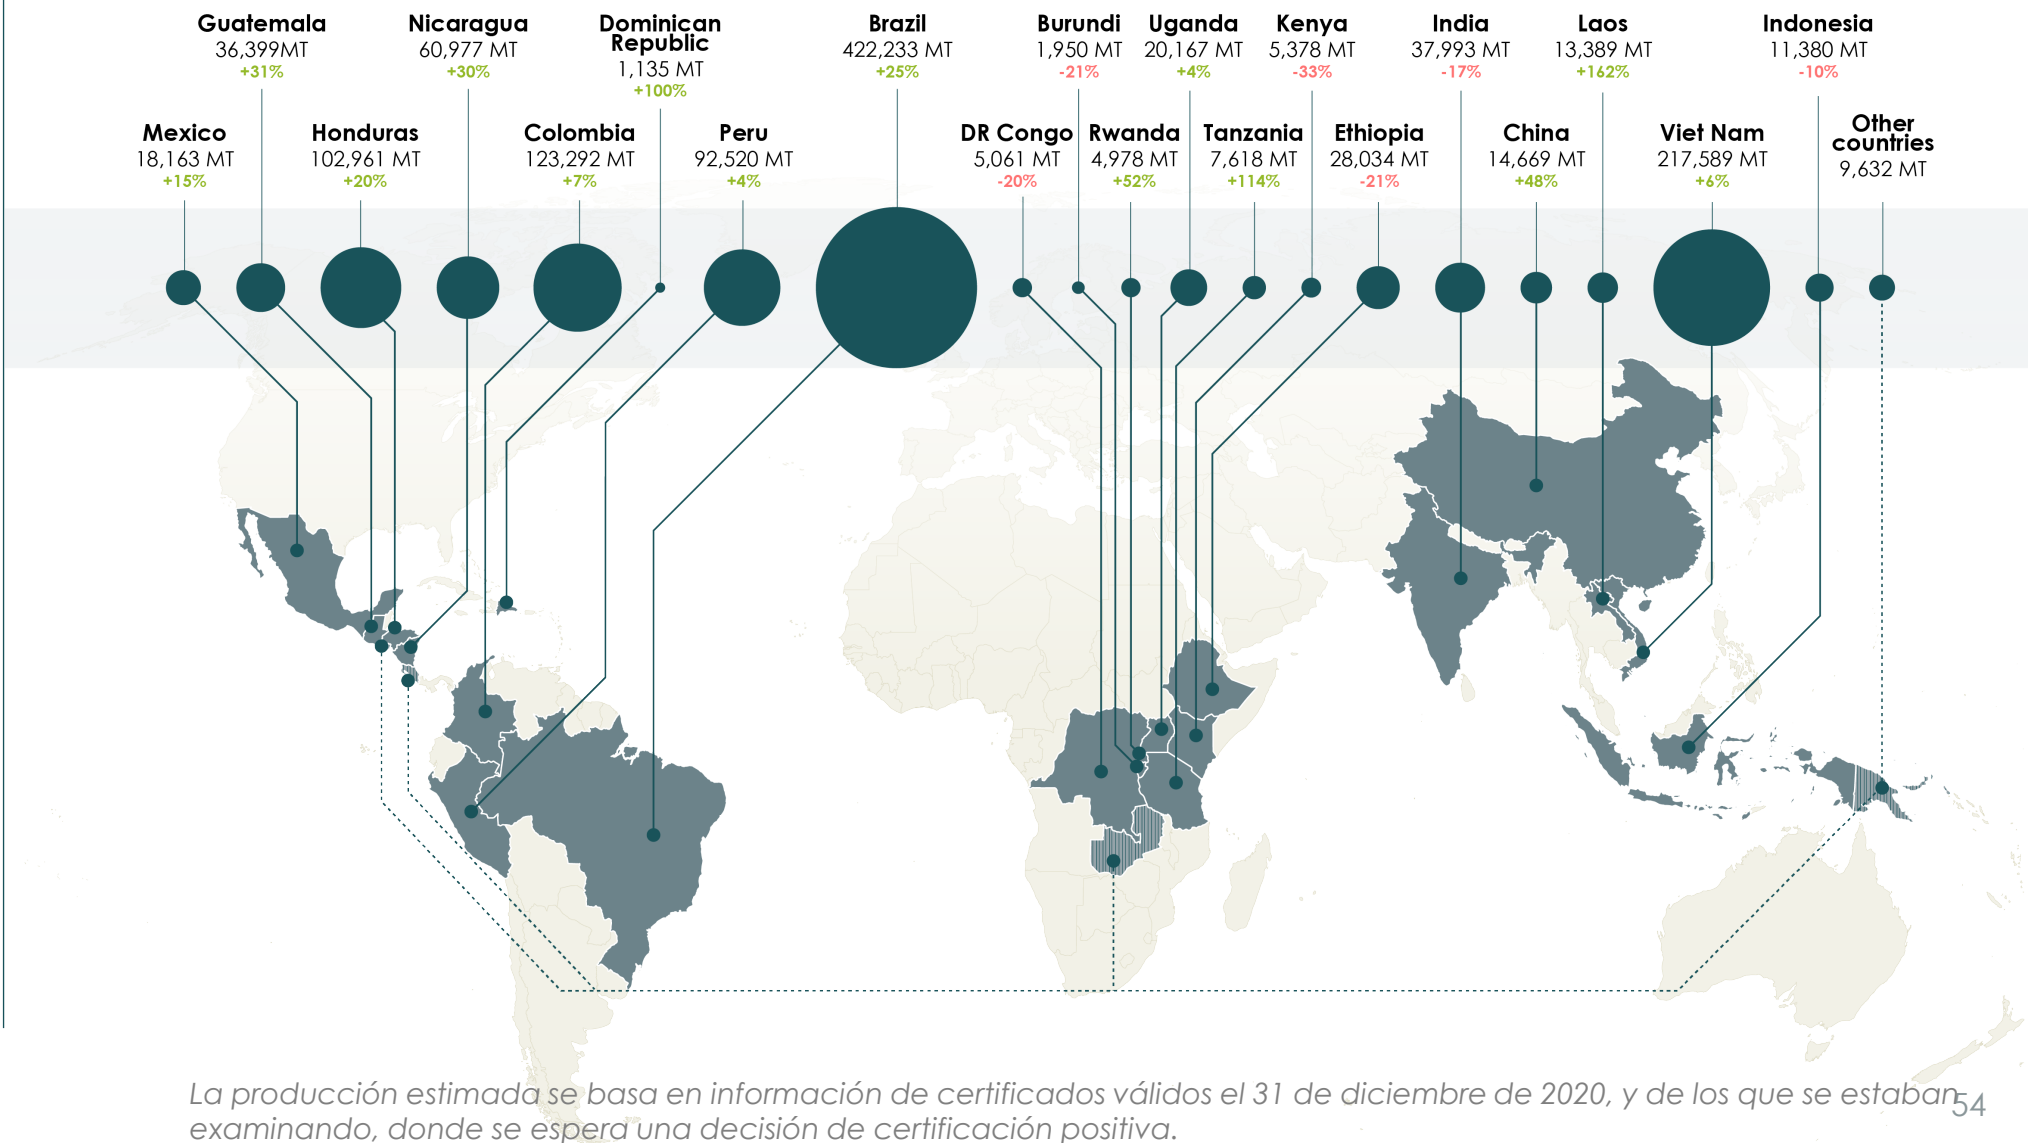 Guatemala
36,399MT
+31%
Nicaragua
60,977 MT
+30%
Dominican
Republic
1,135 MT
+100%
Brazil
422,233 MT
+25%
Burundi
1,950 MT
-21%
Uganda
20,167 MT
+4%
Kenya
5,378 MT
-33%
India
37,993 MT
-17%
Laos
13,389 MT
+162%
Indonesia
11,380 MT
-10%
Mexico
18,163 MT
+15%
Honduras
102,961 MT
+20%
Colombia
123,292 MT
+7%
Peru
92,520 MT
+4%
DR Congo
5,061 MT
-20%
Rwanda
4,978 MT
+52%
Tanzania
7,618 MT
+114%
Ethiopia
28,034 MT
-21%
China
14,669 MT
+48%
Viet Nam
217,589 MT
+6%
Other
countries
9,632 MT
La producción estimada se basa en información de certificados válidos el 31 de diciembre de 2020, y de los que se estaban
examinando, donde se espera una decisión de certificación positiva.
54